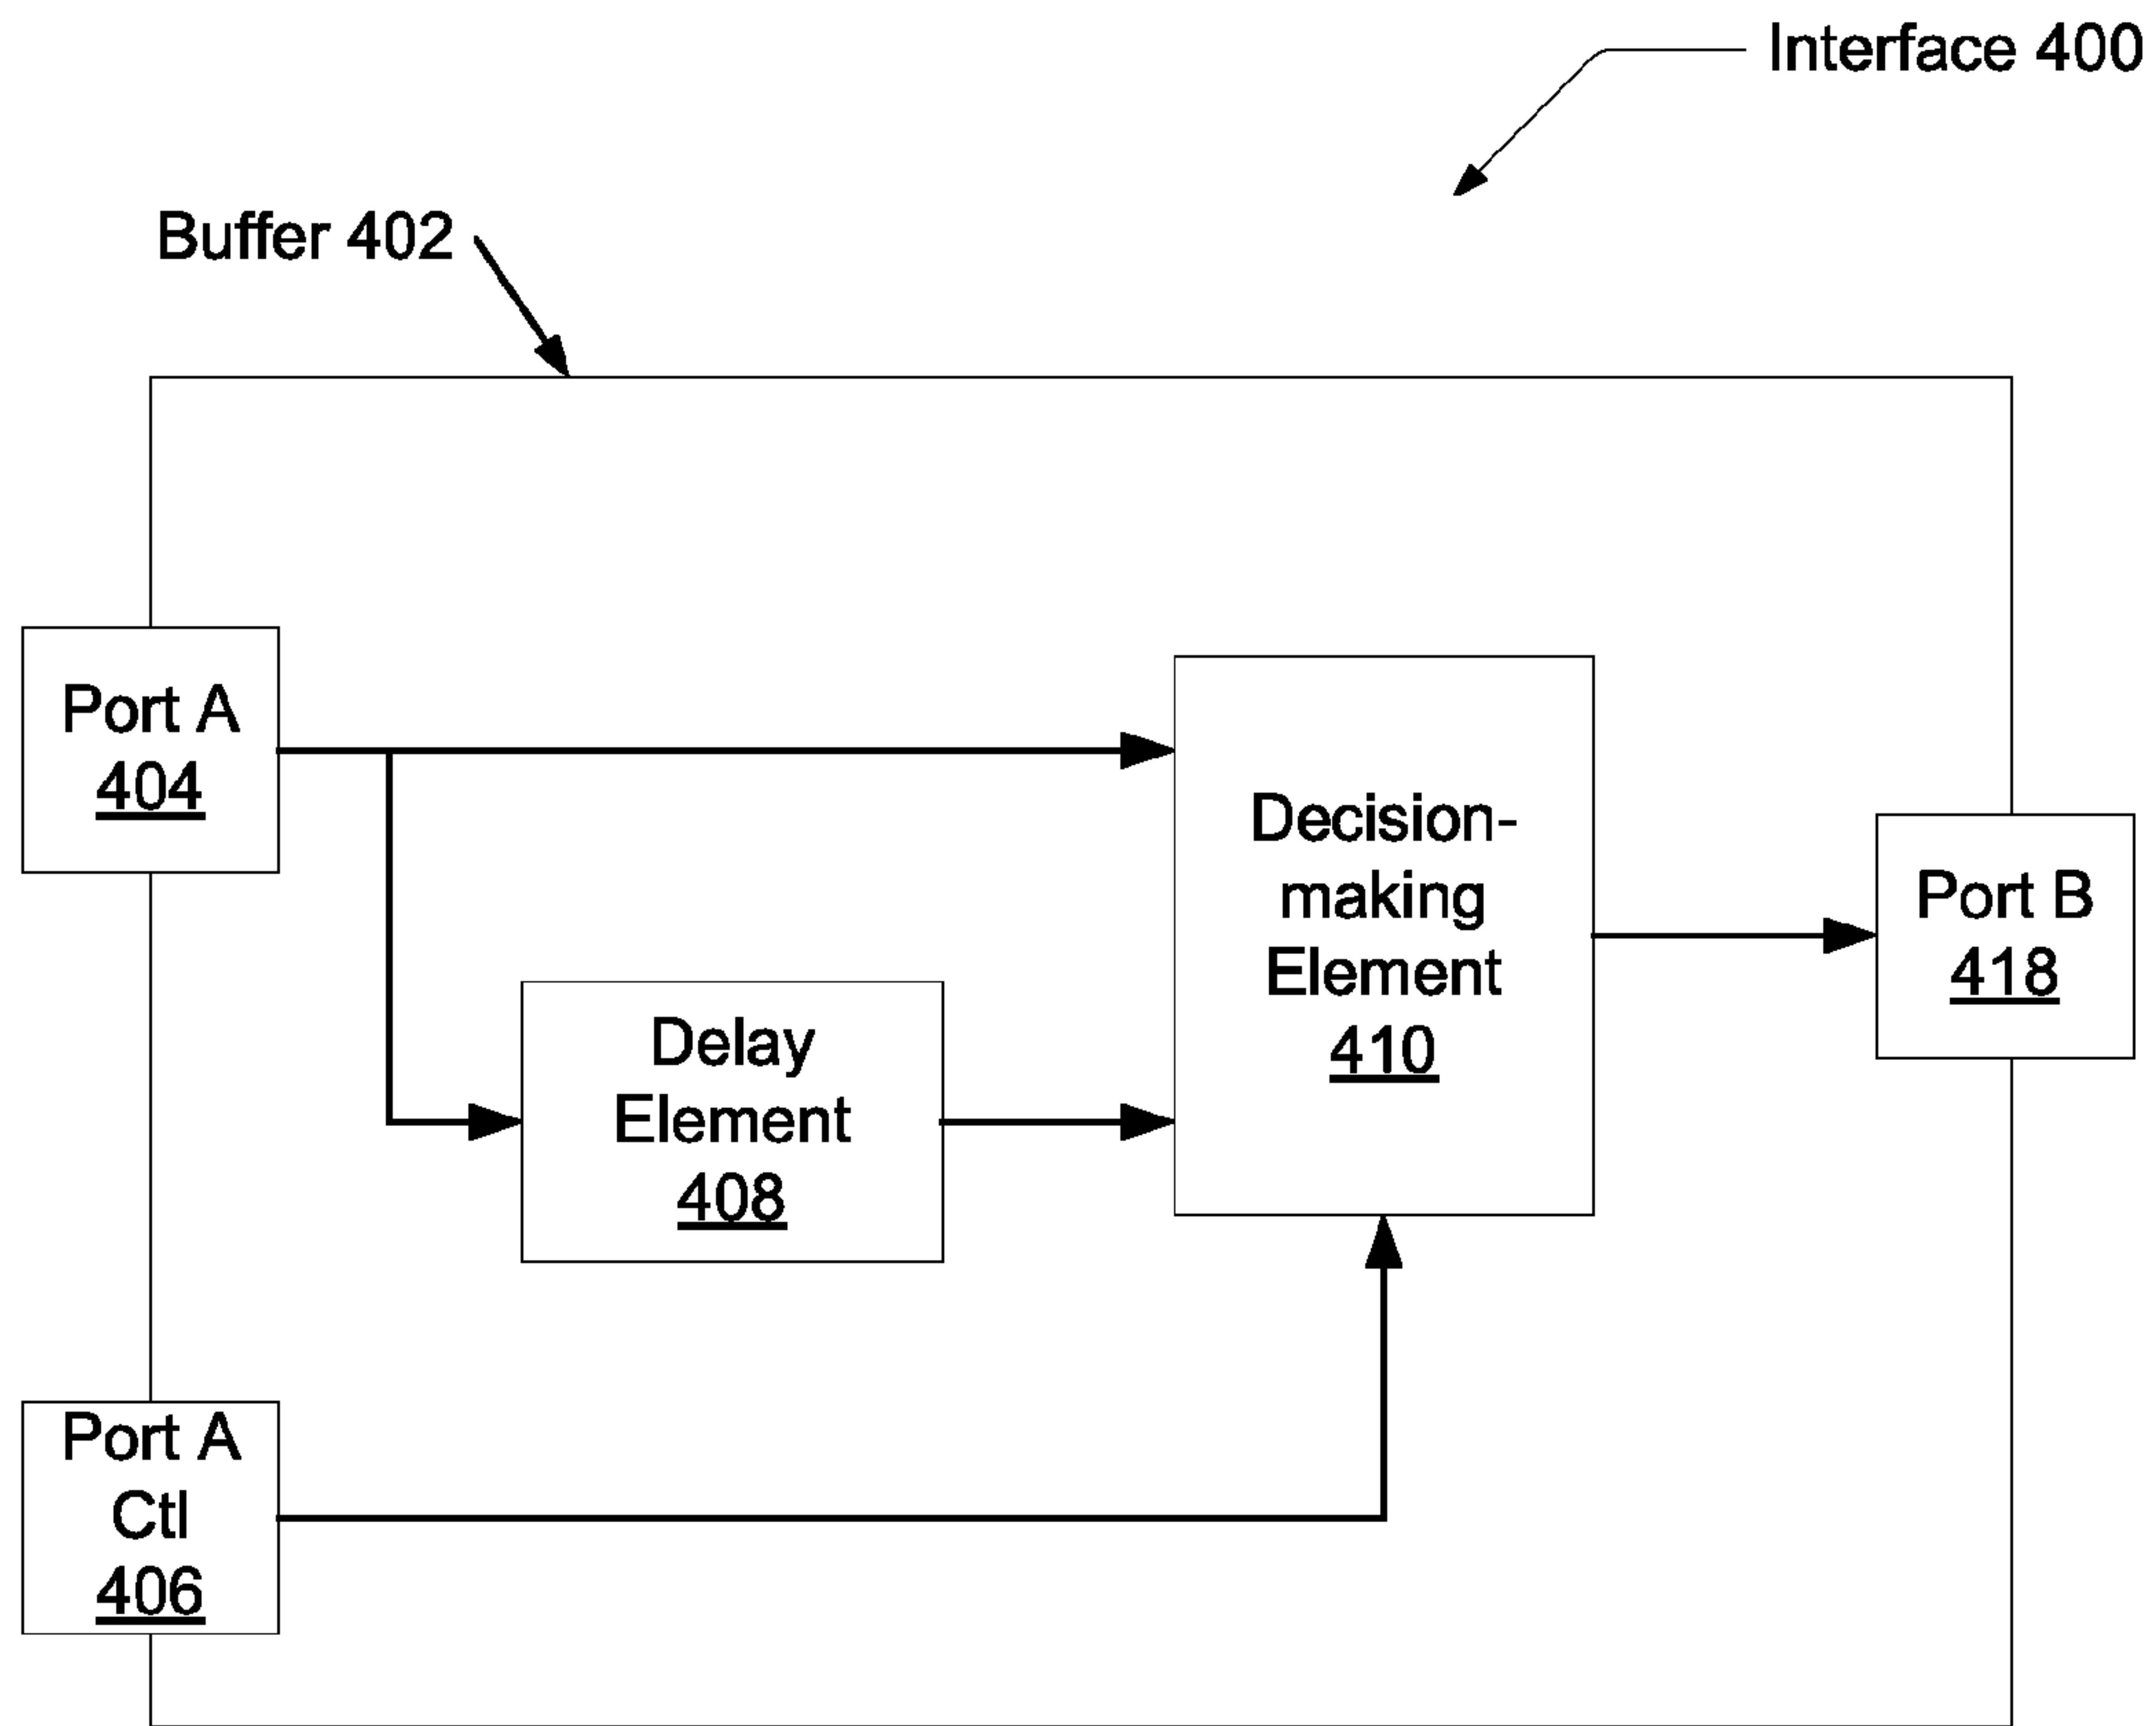 Interface 400
Buffer 402
Port A
404
Decision-
making
Element
410
Port B
418
Delay
Element
408
Port A
Ctl
406